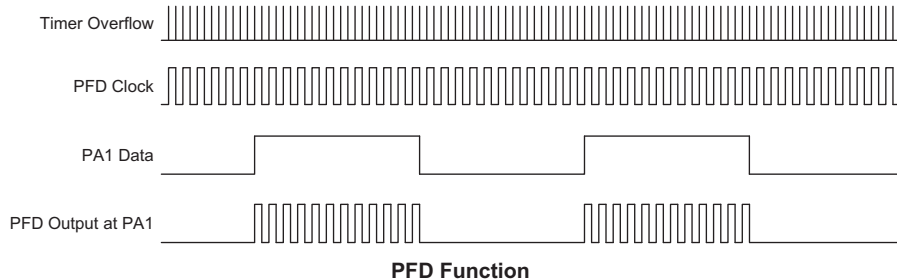 Timer Overflow
PFD Clock
PA1 Data
PFD Output at PA1
PFD Function